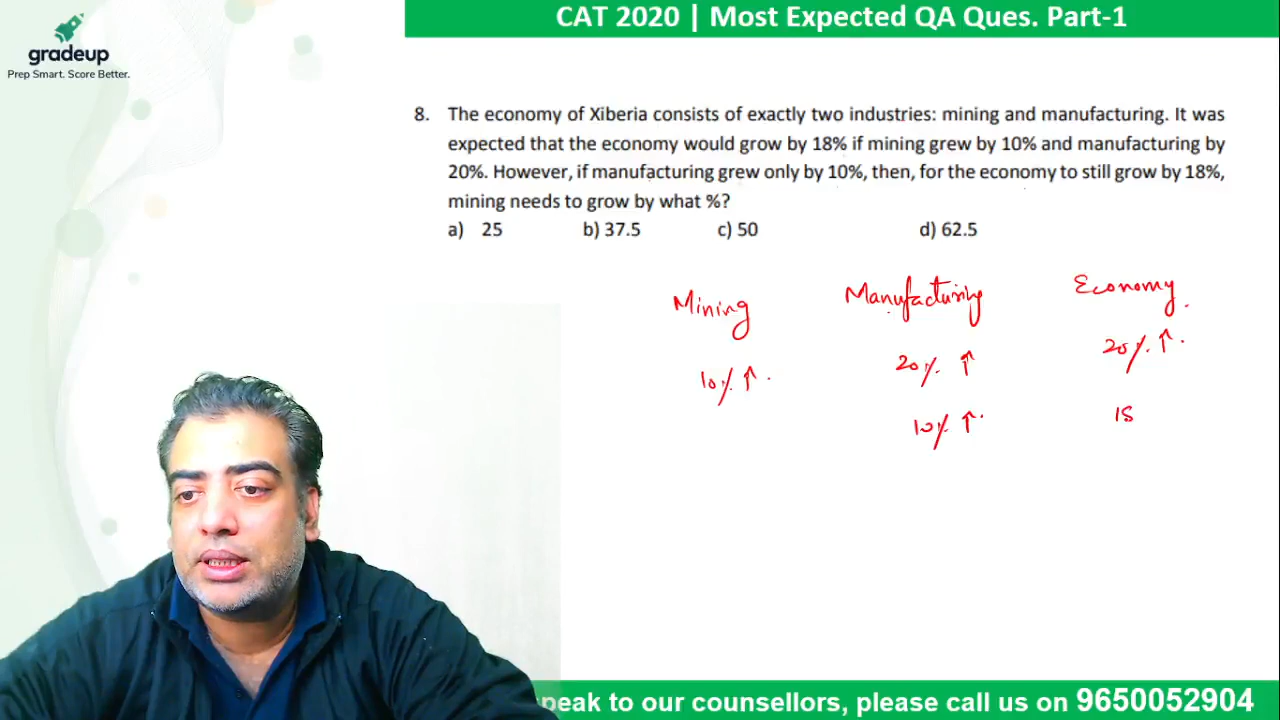 CAT 2020 | Most Expected QA Ques. Part-1
gradeup
Prep Smart. Score Better.
8. The economy of Xiberia consists of exactly two industries: mining and manufacturing. It was
expected that the economy would grow by 18% if mining grew by 10% and manufacturing by
20%. However, if manufacturing grew only by 10%, then, for the economy to still grow by 18%,
mining needs to grow by what %?
a) 25 b) 37.5 c) 50 d) 62.5
Mining Manufacturing Economy
10% ↑ 20% ↑ 20% ↑
10% ↑ 18
peak to our counsellors, please call us on 9650052904